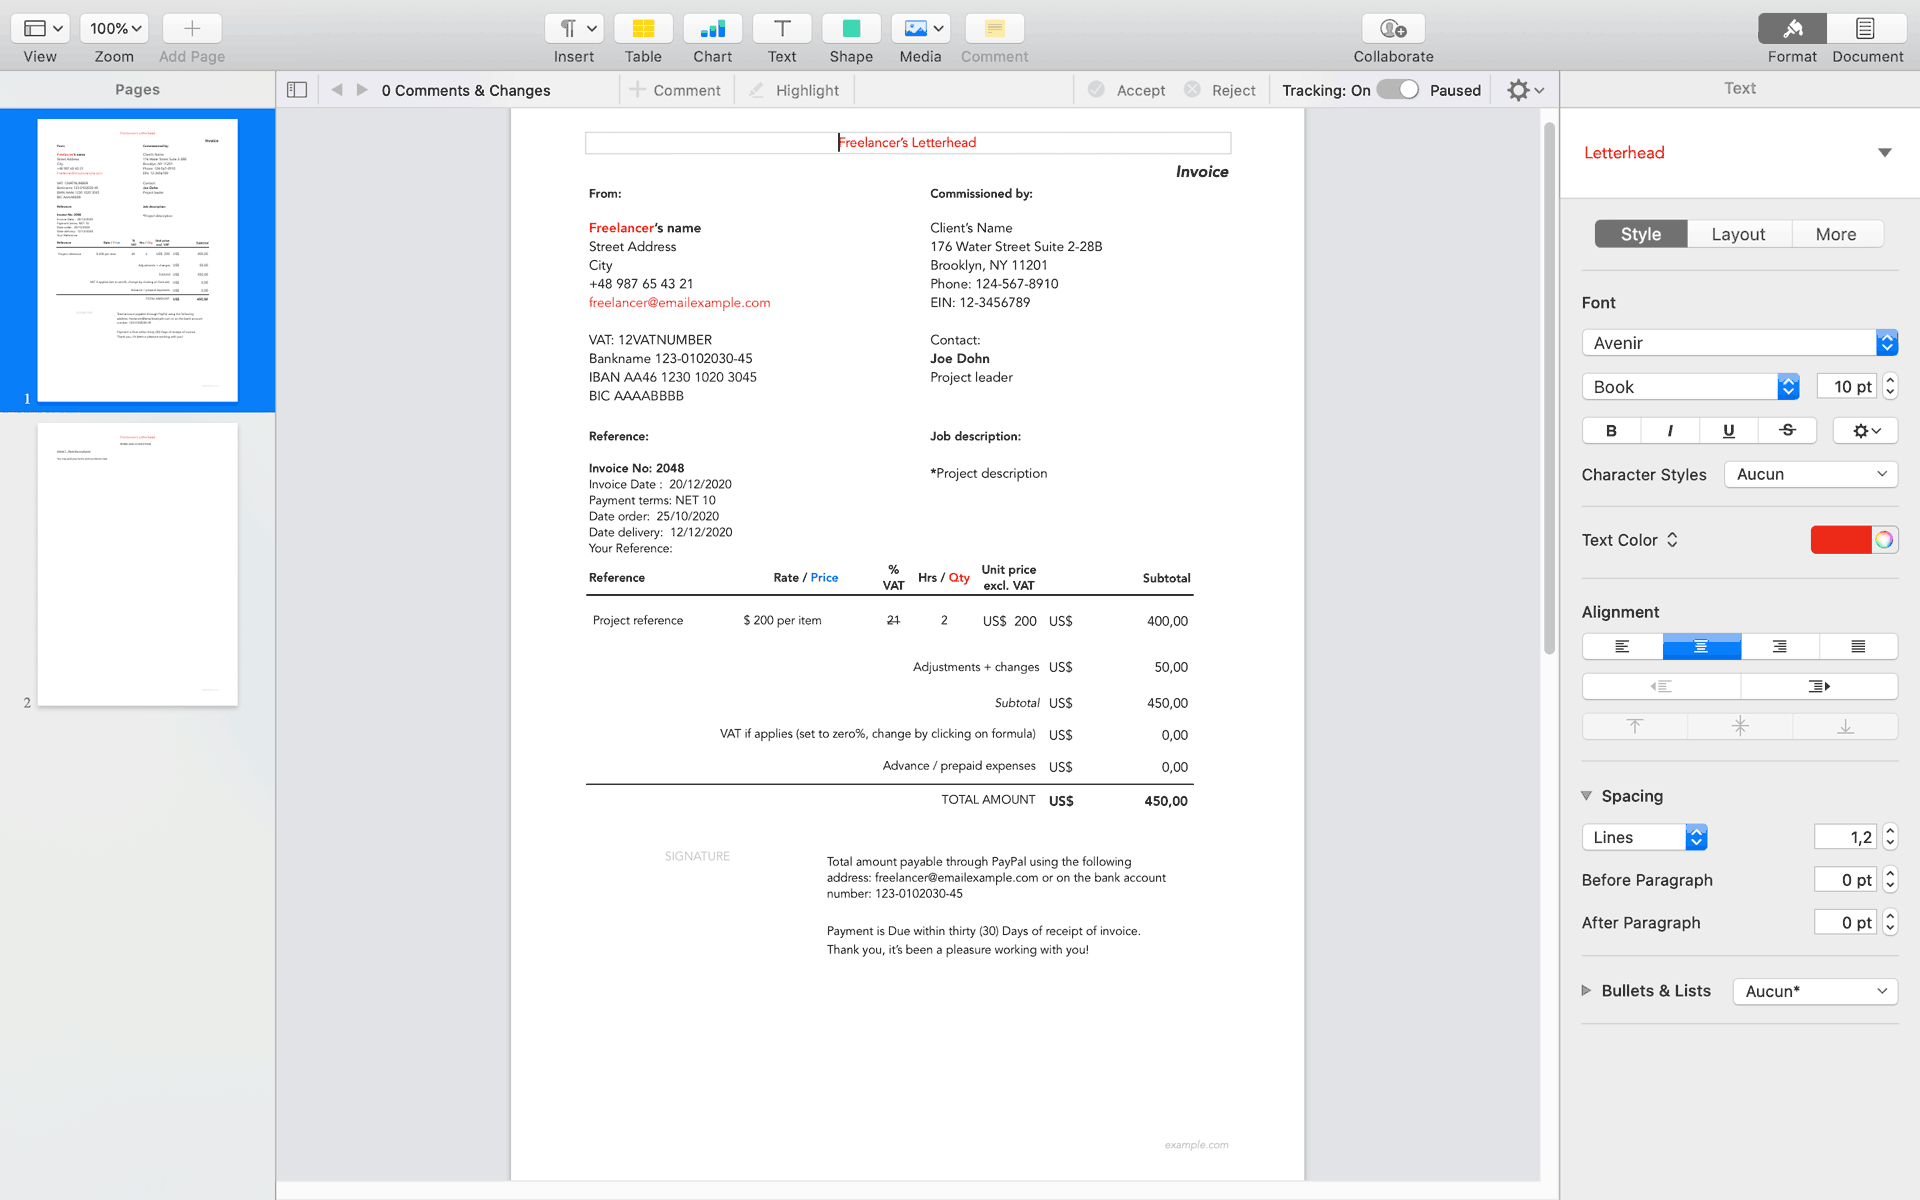 100%
View
Zoom
Add Page
Insert
Table
Chart
Text
Shape
Media
Comment
Collaborate
Format
Document
Pages
0 Comments & Changes
Comment
Highlight
Accept
Reject
Tracking: On
Paused
Text
1
2
Freelancer's Letterhead
Invoice
From:
Commissioned by:
Freelancer's name
Street Address
City
+48 987 65 43 21
freelancer@emailexample.com
Client's Name
176 Water Street Suite 2-28B
Brooklyn, NY 11201
Phone: 124-567-8910
EIN: 12-3456789
VAT: 12VATNUMBER
Bankname 123-0102030-45
IBAN AA46 1230 1020 3045
BIC AAAABBBB
Contact:
Joe Dohn
Project leader
Reference:
Job description:
Invoice No: 2048
Invoice Date : 20/12/2020
Payment terms: NET 10
Date order: 25/10/2020
Date delivery: 12/12/2020
Your Reference:
*Project description
Reference
Rate / Price
%
VAT
Hrs / Qty
Unit price
excl. VAT
Subtotal
Project reference
$ 200 per item
21
2
US$ 200
US$
400,00
Adjustments + changes US$ 50,00
Subtotal US$ 450,00
VAT if applies (set to zero%, change by clicking on formula) US$ 0,00
Advance / prepaid expenses US$ 0,00
TOTAL AMOUNT US$ 450,00
SIGNATURE
Total amount payable through PayPal using the following
address: freelancer@emailexample.com or on the bank account
number: 123-0102030-45
Payment is Due within thirty (30) Days of receipt of invoice.
Thank you, it's been a pleasure working with you!
example.com
Letterhead
Style
Layout
More
Font
Avenir
Book
10 pt
B
I
U
S
Character Styles
Aucun
Text Color
Alignment
Spacing
Lines
1,2
Before Paragraph
0 pt
After Paragraph
0 pt
Bullets & Lists
Aucun*